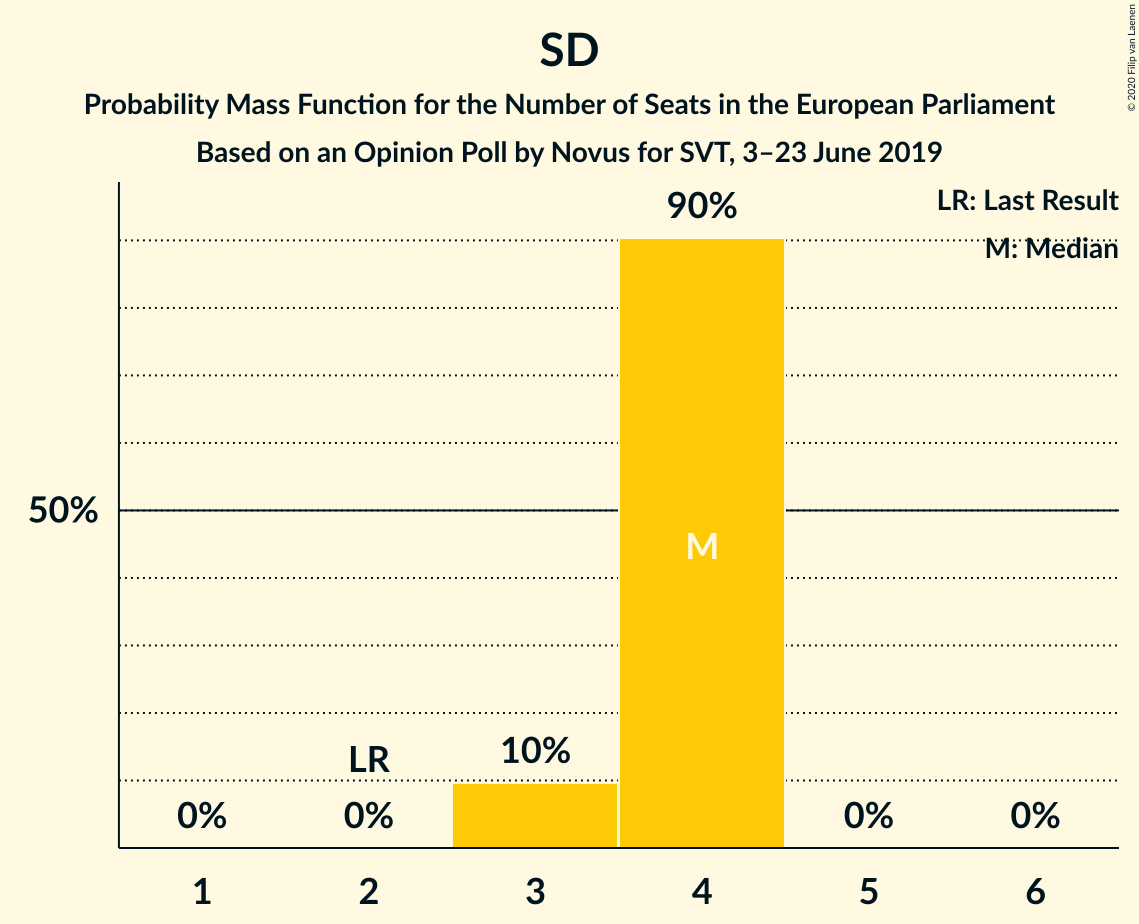 SD
Probability Mass Function for the Number of Seats in the European Parliament
Based on an Opinion Poll by Novus for SVT, 3–23 June 2019
© 2020 Filip van Laenen
LR: Last Result
M: Median
90%
50%
M
LR
10%
0%
0%
0%
0%
1
2
3
4
5
6